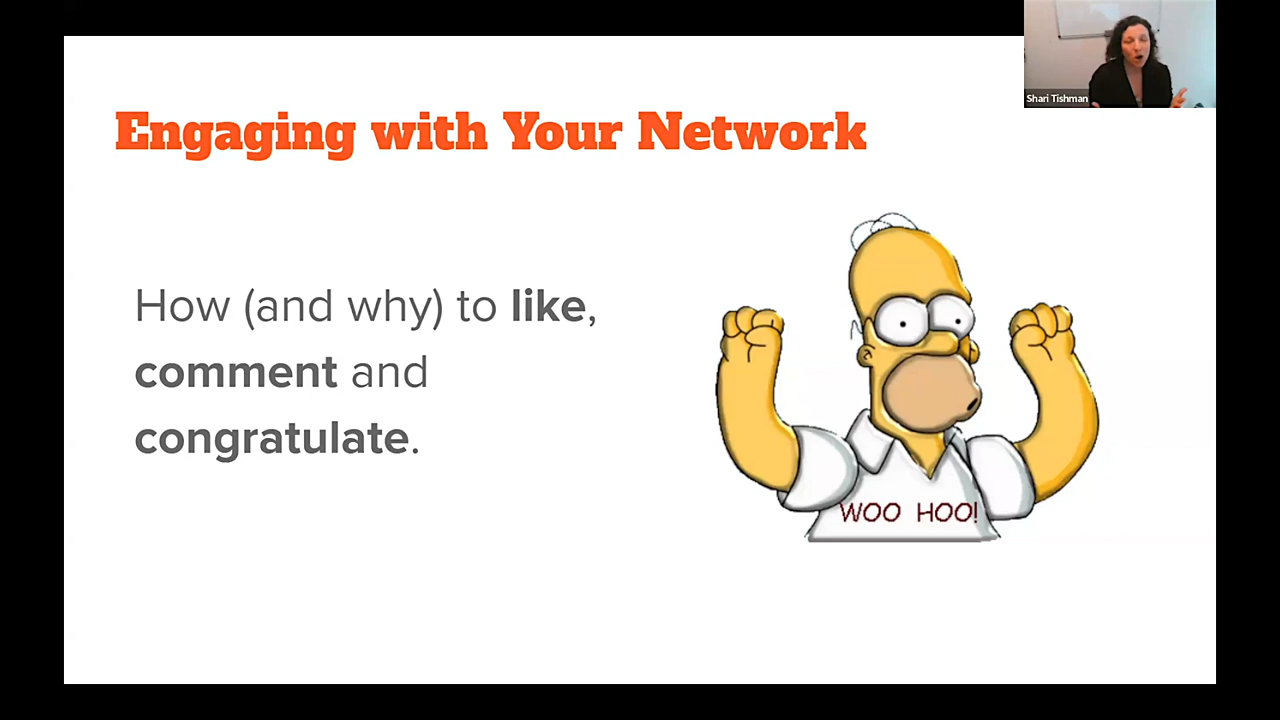 Shari Tishman
Engaging with Your Network
How (and why) to like,
comment and
congratulate.
WOO HOO!